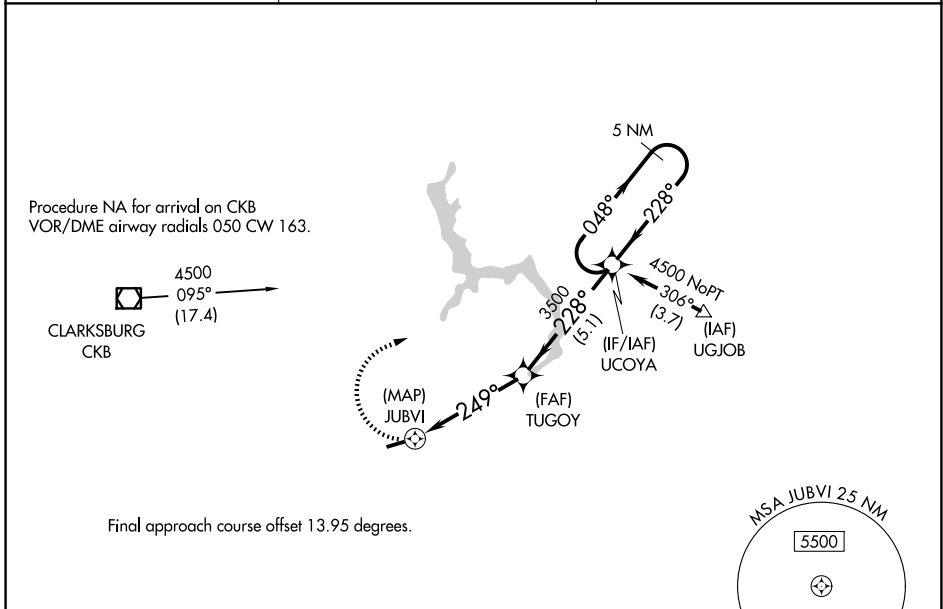 5 NM
048°
228°
Procedure NA for arrival on CKB
VOR/DME airway radials 050 CW 163.
4500
095°
(17.4)
CLARKSBURG
CKB
4500 NoPT
306°
(3.7)
(IAF)
UGJOB
(IF/IAF)
UCOYA
3500
228°
(5.1)
(FAF)
TUGOY
249°
(MAP)
JUBVI
Final approach course offset 13.95 degrees.
MSA JUBVI 25 NM
5500